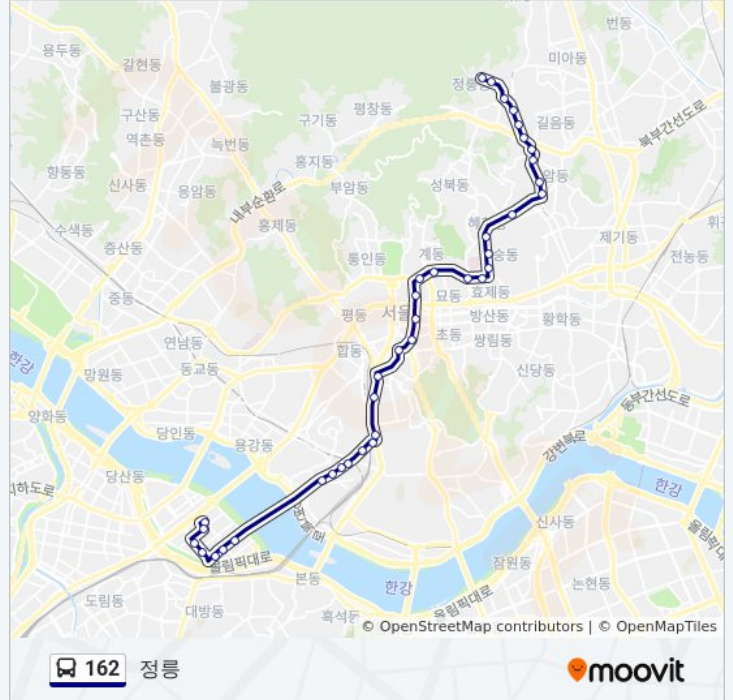 번동
용두동
미아동
갈현동
불광동
정릉
평창동
구산동
구기동
길음동
북부간선도로
역촌동
녹번동
홍지동
향동동
신사동
응암동
부암동
성북동
암동
내부순환로
수색동
홍제동
혜
제기동
휘
증산동
통인동
계동
숭동
전농동
중동
묘동
효제동
평동
서울
방산동
황학동
연남동
합동
초동
쌍림동
한강
망원동
동교동
신당동
동부간선도로
양화동
당인동
용강동
강변북로
당산동
지하도로
한강
신사동
올림픽대로
본동
잠원동
한강
논현동
도림동
대방동
흑석동
올림픽대로
© OpenStreetMap contributors | © OpenMapTiles
162 정릉
moovit